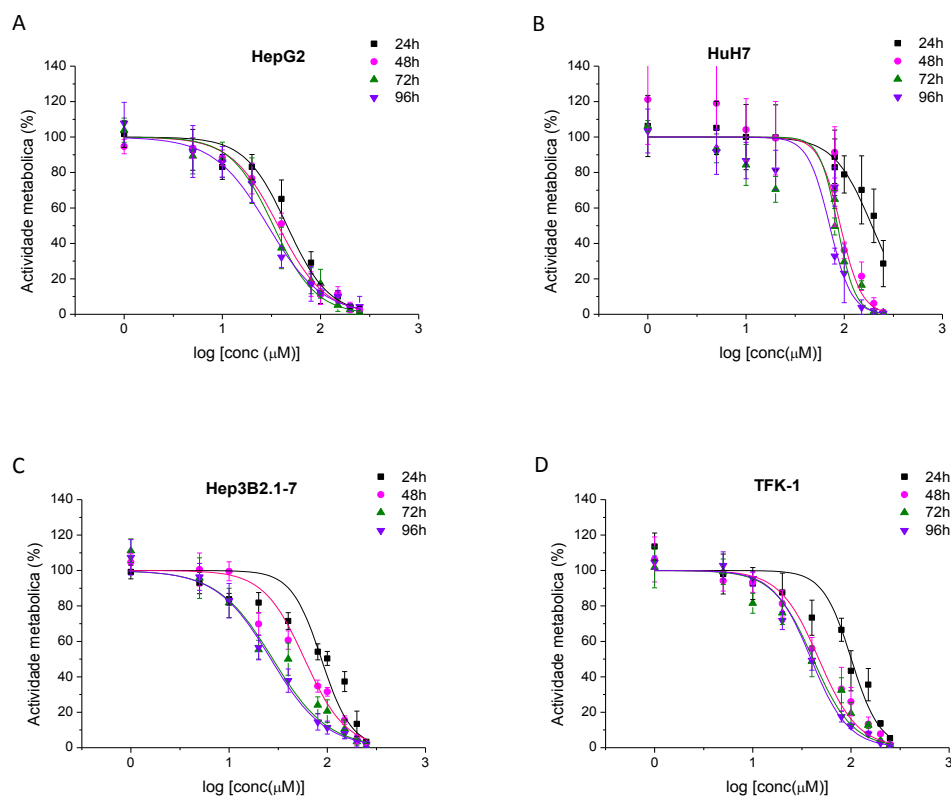 A
HepG2
24h
48h
72h
96h
140
120
100
80
60
40
20
0
Actividade metabolica (%)
0
1
2
3
log [conc (μM)]
B
HuH7
24h
48h
72h
96h
140
120
100
80
60
40
20
0
Actividade metabolica (%)
0
1
2
3
log [conc(μM)]
C
Hep3B2.1-7
24h
48h
72h
96h
140
120
100
80
60
40
20
0
Actividade metabolica (%)
0
1
2
3
log [conc(μM)]
D
TFK-1
24h
48h
72h
96h
140
120
100
80
60
40
20
0
Actividade metabolica (%)
0
1
2
3
log [conc(μM)]